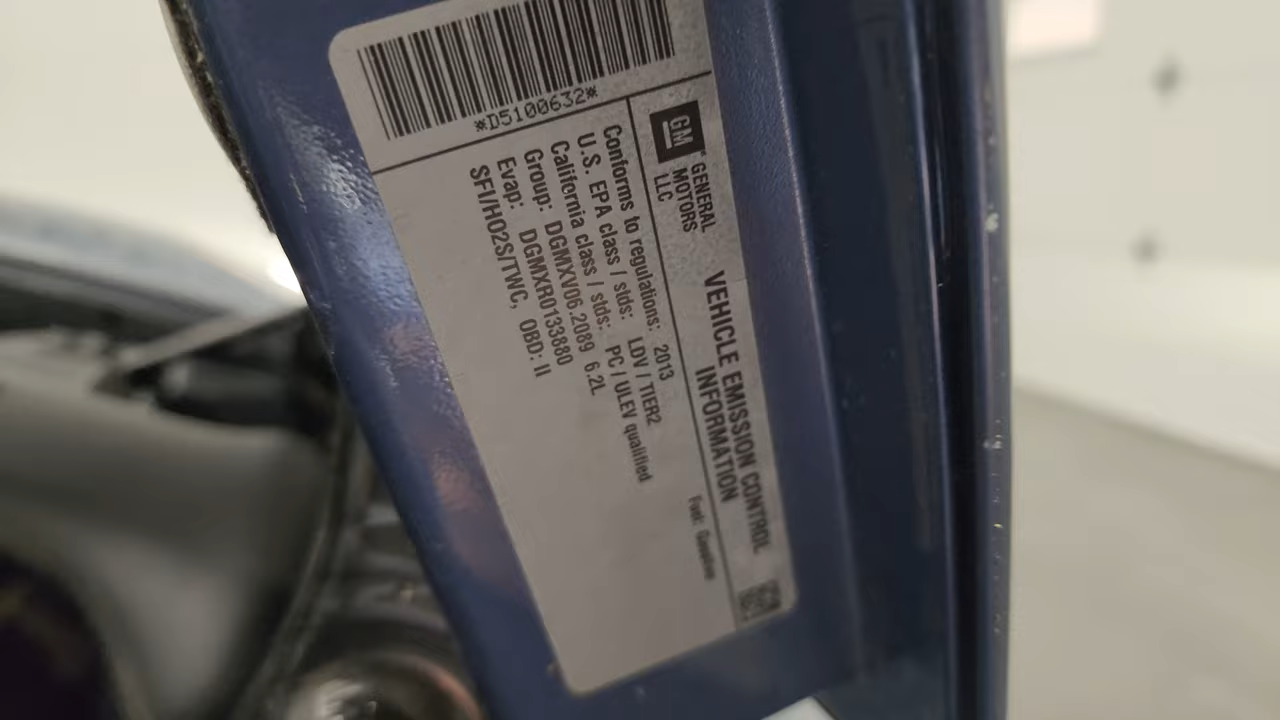 *D5100632*
GM
GENERAL
MOTORS
LLC
VEHICLE EMISSION CONTROL
INFORMATION
Conforms to regulations: 2013
Fuel: Gasoline
U.S. EPA class / stds: LDV / TIER2
California class / stds: PC / ULEV qualified
Group: DGMXV06.2089 6.2L
Evap: DGMXR0133880
SFI/HO2S/TWC, OBD: II